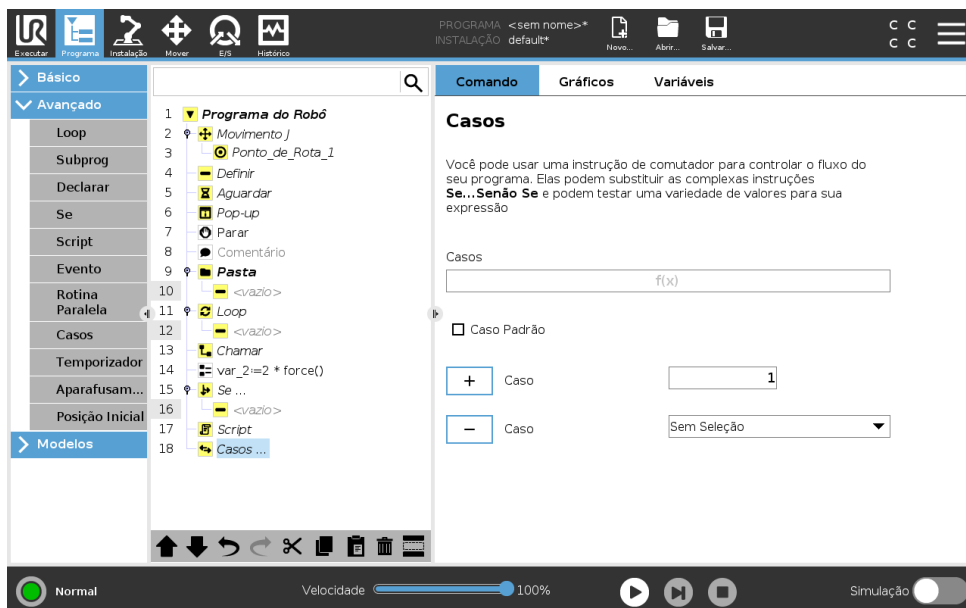 UR
Executar
Programa
Instalação
Mover
E/S
Histórico
PROGRAMA <sem nome>*
INSTALAÇÃO default*
Novo...
Abrir...
Salvar...
C C
C C
Básico
Avançado
Loop
Subprog
Declarar
Se
Script
Evento
Rotina
Paralela
Casos
Temporizador
Aparafusam...
Posição Inicial
Modelos
1 Programa do Robô
2 Movimento J
3 Ponto_de_Rota_1
4 Definir
5 Aguardar
6 Pop-up
7 Parar
8 Comentário
9 Pasta
10 <vazio>
11 Loop
12 <vazio>
13 Chamar
14 var_2:=2 * force()
15 Se ...
16 <vazio>
17 Script
18 Casos ...
Comando Gráficos Variáveis
Casos
Você pode usar uma instrução de comutador para controlar o fluxo do
seu programa. Elas podem substituir as complexas instruções
Se...Senão Se e podem testar uma variedade de valores para sua
expressão
Casos
f(x)
Caso Padrão
+ Caso 1
− Caso Sem Seleção
Normal
Velocidade 100%
Simulação